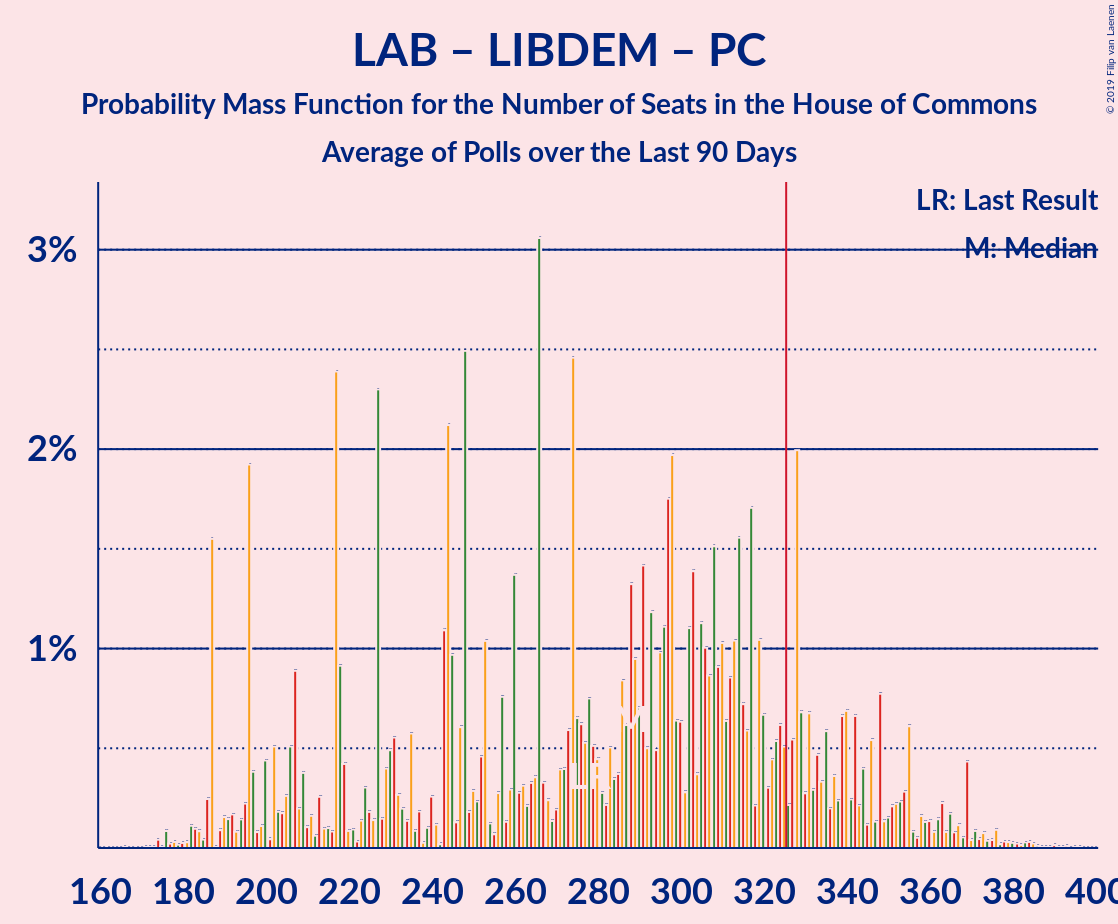 LAB – LIBDEM – PC
Probability Mass Function for the Number of Seats in the House of Commons
Average of Polls over the Last 90 Days
© 2019 Filip van Laenen
LR: Last Result
M: Median
3%
2%
1%
160 180 200 220 240 260 280 300 320 340 360 380 400